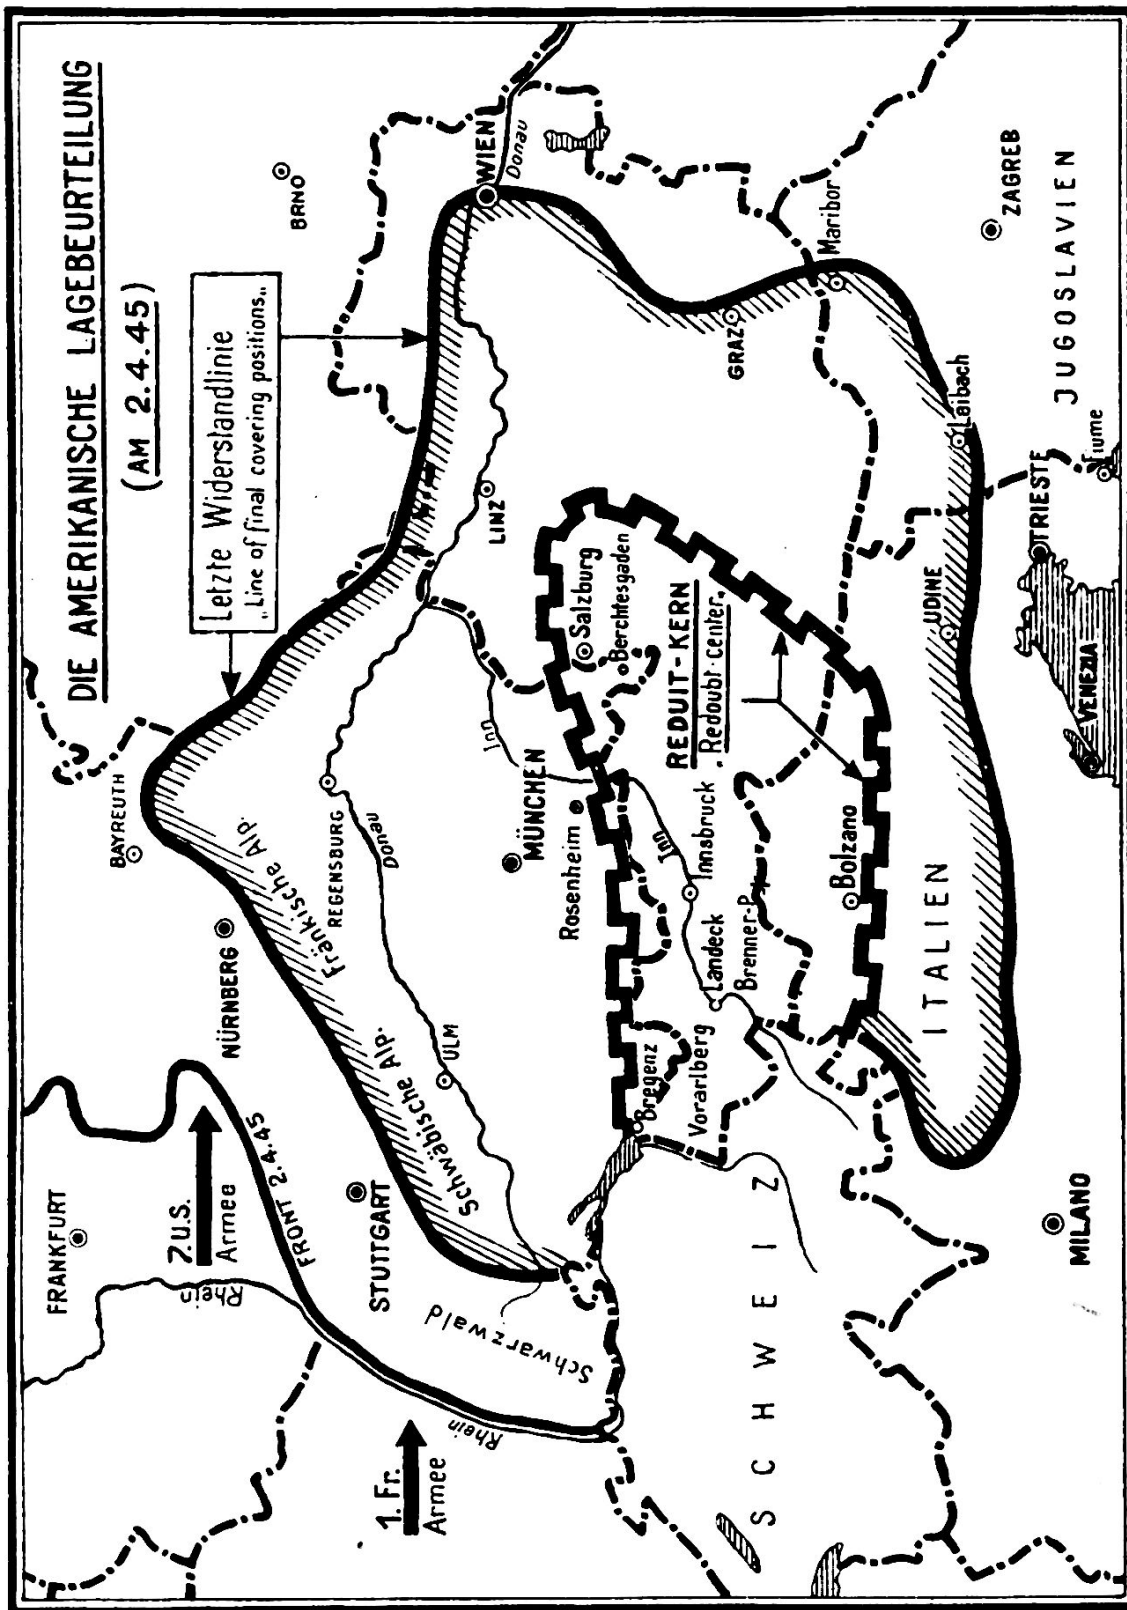 DIE AMERIKANISCHE LAGEBEURTEILUNG
(AM 2.4.45)
Letzte Widerstandlinie
„Line of final covering positions„
FRANKFURT
BAYREUTH
BRNO
7.U.S.
Armee
Rhein
FRONT 2.4.45
NÜRNBERG
Fränkische Alp.
REGENSBURG
Donau
STUTTGART
Schwäbische Alp.
ULM
Inn
LINZ
WIEN
Donau
1. Fr.
Armee
Rhein
Schwarzwald
MÜNCHEN
Rosenheim
Salzburg
Berchtesgaden
Bregenz
Vorarlberg
Landeck
Inn
Innsbruck
Brenner-P.
REDUIT-KERN
„Redoubt-center„
GRAZ
Maribor
SCHWEIZ
Bolzano
ITALIEN
UDINE
Laibach
ZAGREB
MILANO
VENEZIA
TRIESTE
Fiume
JUGOSLAVIEN